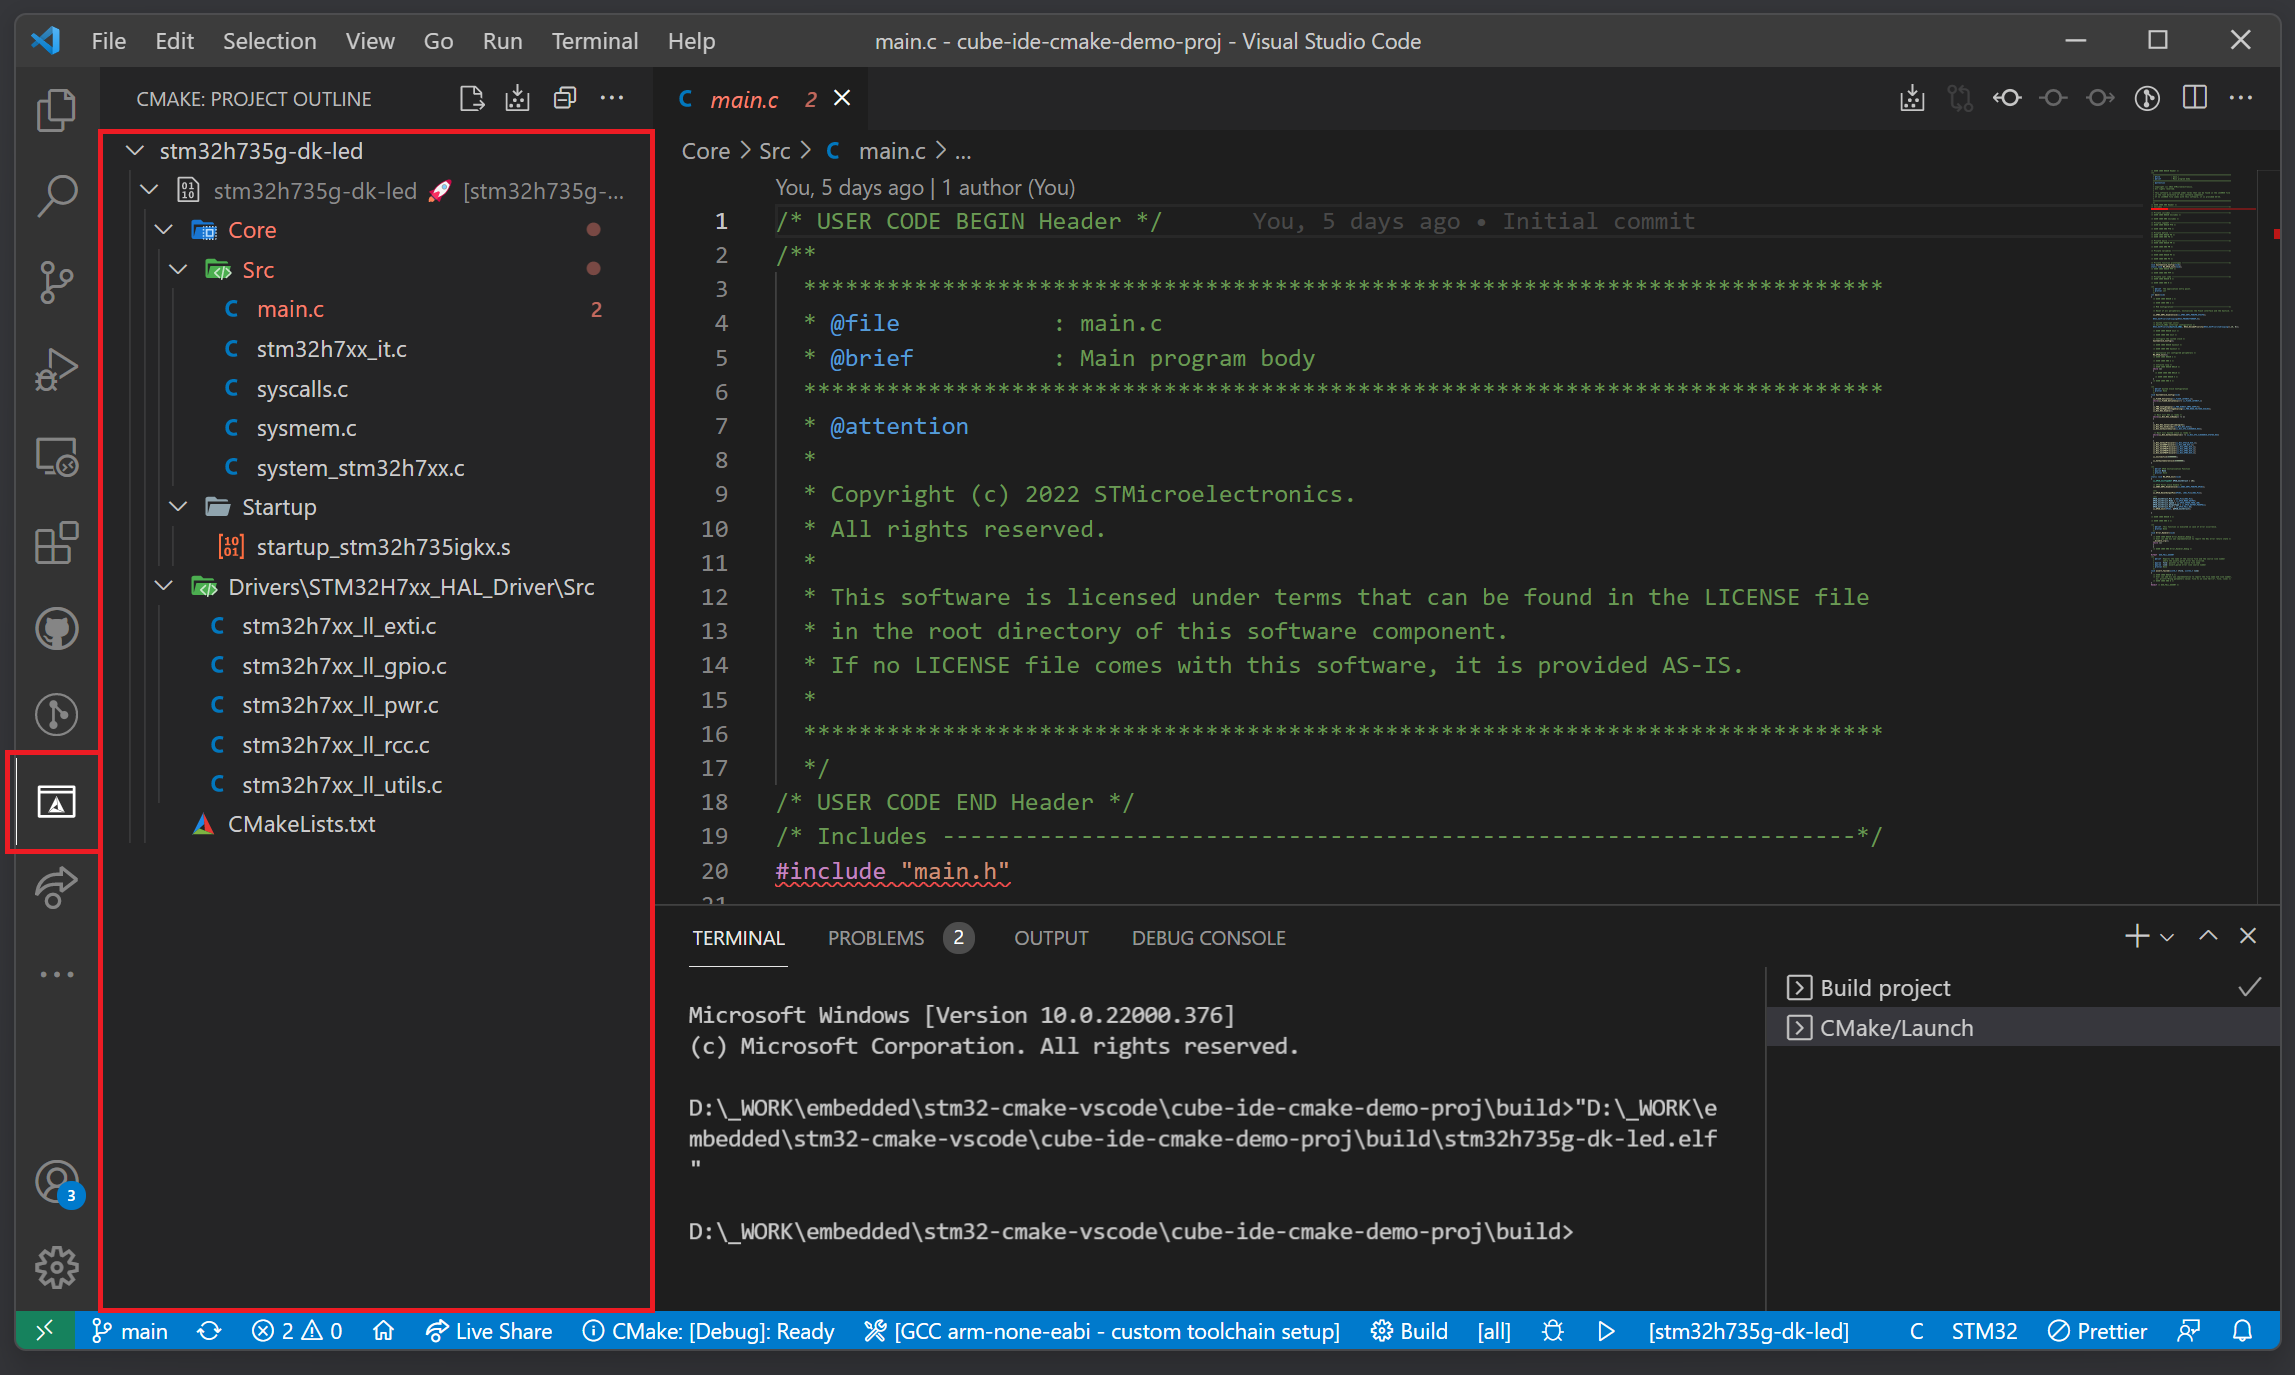 File Edit Selection View Go Run Terminal Help main.c - cube-ide-cmake-demo-proj - Visual Studio Code
CMAKE: PROJECT OUTLINE
stm32h735g-dk-led
stm32h735g-dk-led 🚀 [stm32h735g-...
Core
Src
main.c 2
stm32h7xx_it.c
syscalls.c
sysmem.c
system_stm32h7xx.c
Startup
startup_stm32h735igkx.s
Drivers\STM32H7xx_HAL_Driver\Src
stm32h7xx_ll_exti.c
stm32h7xx_ll_gpio.c
stm32h7xx_ll_pwr.c
stm32h7xx_ll_rcc.c
stm32h7xx_ll_utils.c
CMakeLists.txt
3
C main.c 2
Core > Src > C main.c > ...
You, 5 days ago | 1 author (You)
1 /* USER CODE BEGIN Header */ You, 5 days ago • Initial commit
2 /**
3 ******************************************************************************
4 * @file : main.c
5 * @brief : Main program body
6 ******************************************************************************
7 * @attention
8 *
9 * Copyright (c) 2022 STMicroelectronics.
10 * All rights reserved.
11 *
12 * This software is licensed under terms that can be found in the LICENSE file
13 * in the root directory of this software component.
14 * If no LICENSE file comes with this software, it is provided AS-IS.
15 *
16 ******************************************************************************
17 */
18 /* USER CODE END Header */
19 /* Includes ------------------------------------------------------------------*/
20 #include "main.h"
21
TERMINAL PROBLEMS 2 OUTPUT DEBUG CONSOLE
Microsoft Windows [Version 10.0.22000.376]
(c) Microsoft Corporation. All rights reserved.
D:\_WORK\embedded\stm32-cmake-vscode\cube-ide-cmake-demo-proj\build>"D:\_WORK\e
mbedded\stm32-cmake-vscode\cube-ide-cmake-demo-proj\build\stm32h735g-dk-led.elf
"
D:\_WORK\embedded\stm32-cmake-vscode\cube-ide-cmake-demo-proj\build>
Build project
CMake/Launch
main 2 0 Live Share CMake: [Debug]: Ready [GCC arm-none-eabi - custom toolchain setup] Build [all] [stm32h735g-dk-led] C STM32 Prettier